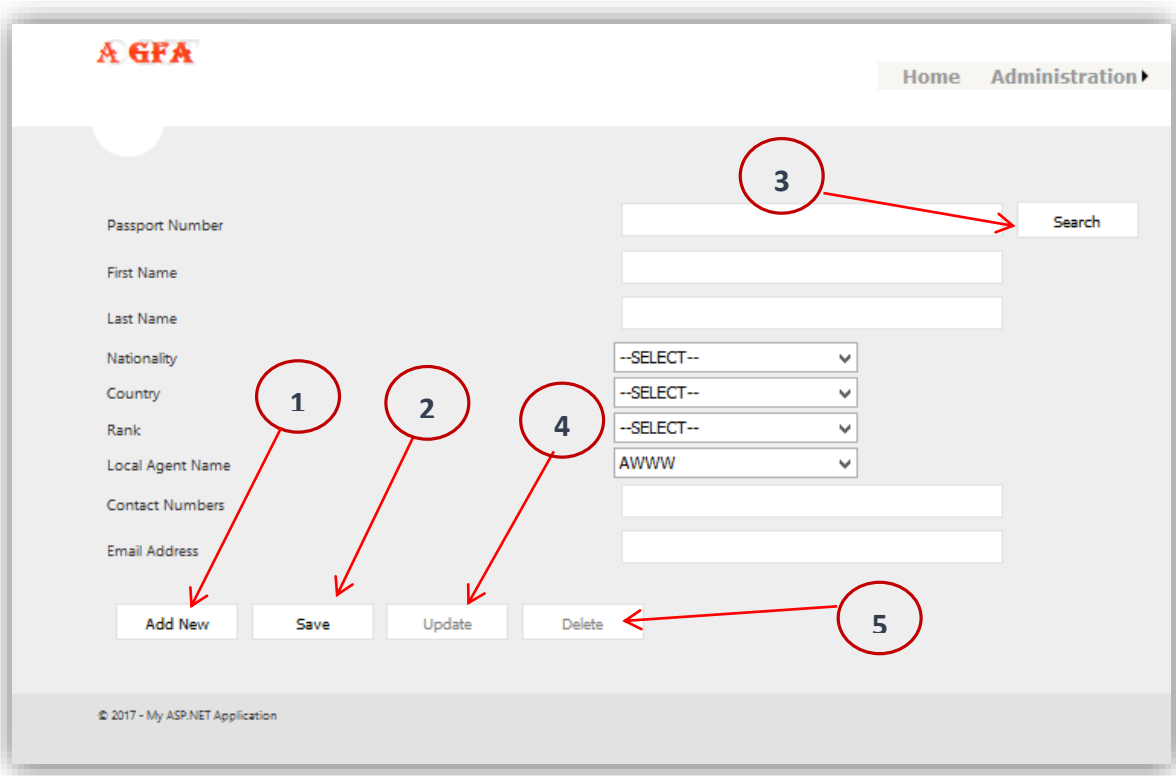 A GFA
Home Administration
3
Passport Number Search
First Name
Last Name
Nationality --SELECT--
Country --SELECT--
1 2 4
Rank --SELECT--
Local Agent Name AWWW
Contact Numbers
Email Address
Add New Save Update Delete
5
© 2017 - My ASP.NET Application